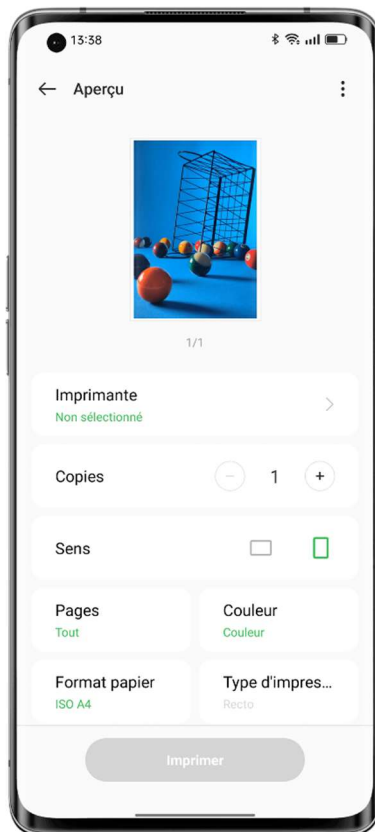 13:38
Aperçu
1/1
Imprimante
Non sélectionné
Copies
1
Sens
Pages
Tout
Couleur
Couleur
Format papier
ISO A4
Type d'impres...
Recto
Imprimer